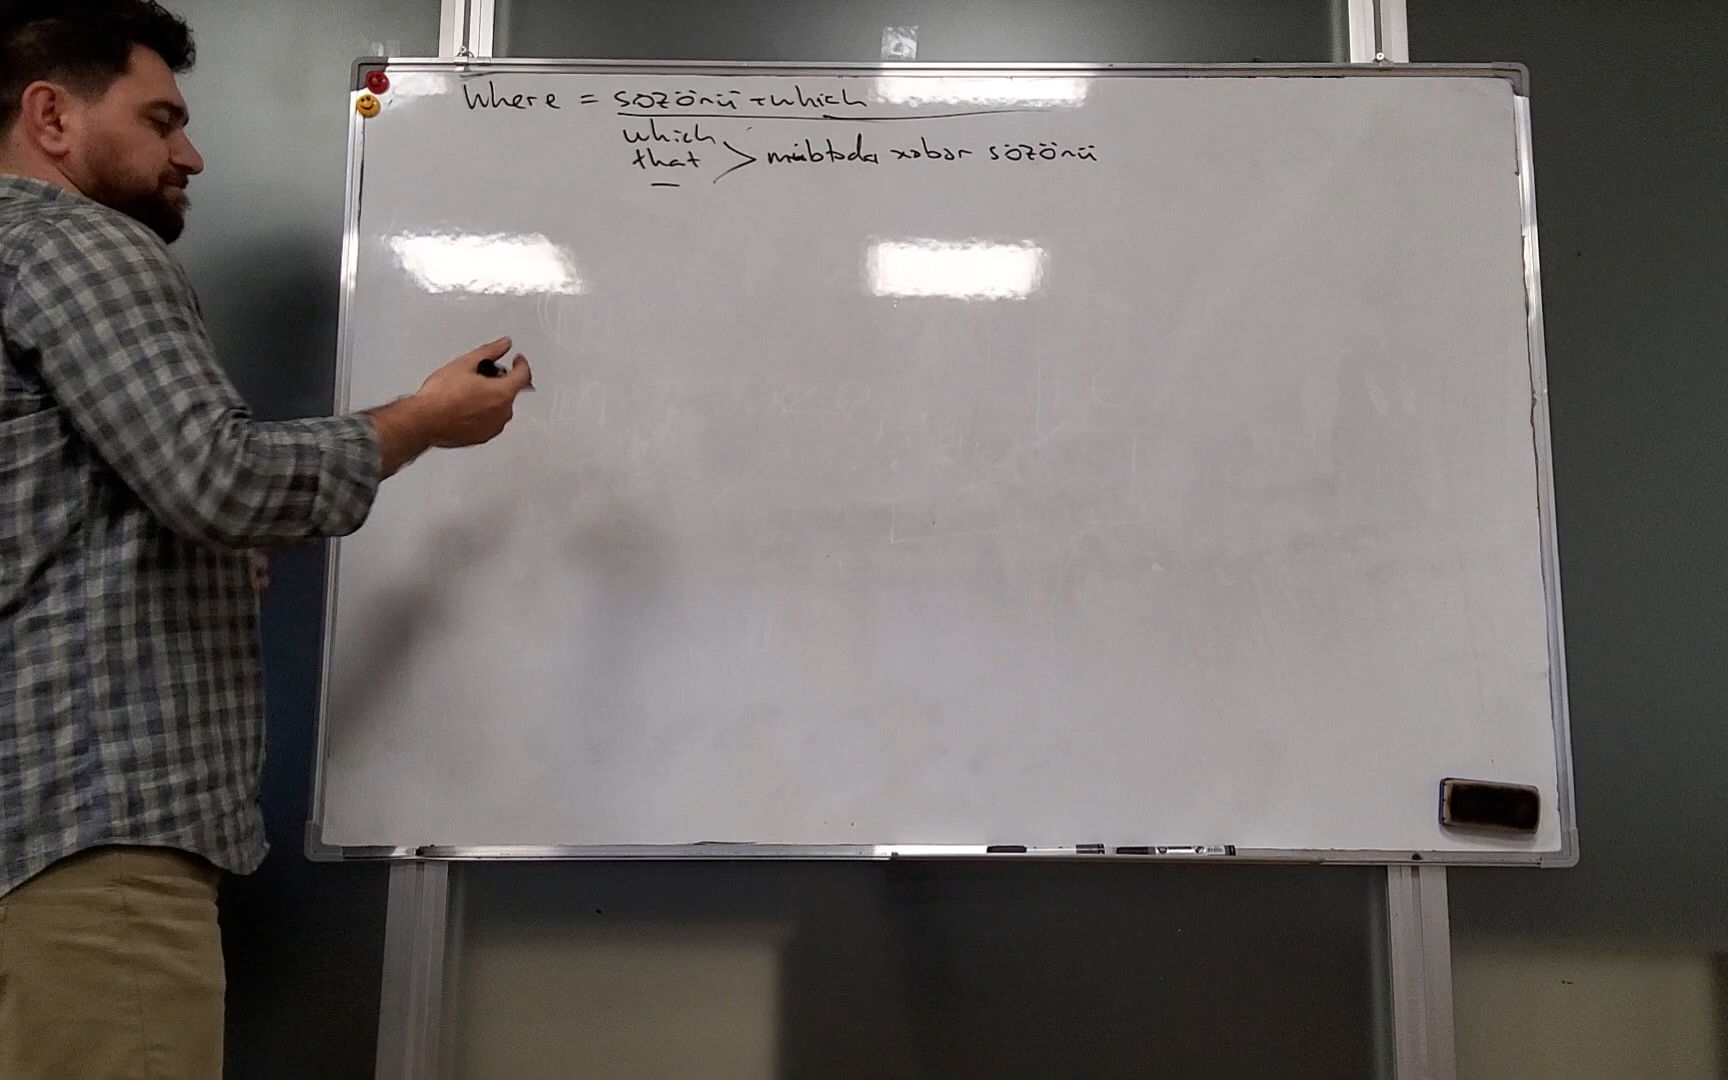 Where = sözönü + which
which
that > mübtəda xəbər sözönü
—